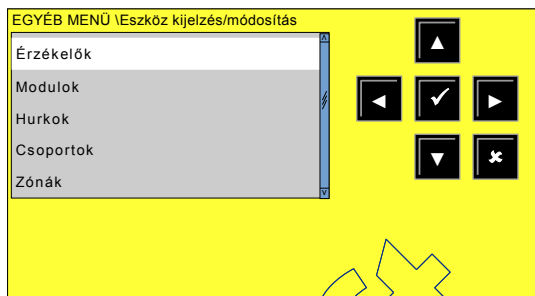 EGYÉB MENÜ \Eszköz kijelzés/módosítás
Érzékelők
Modulok
Hurkok
Csoportok
Zónák